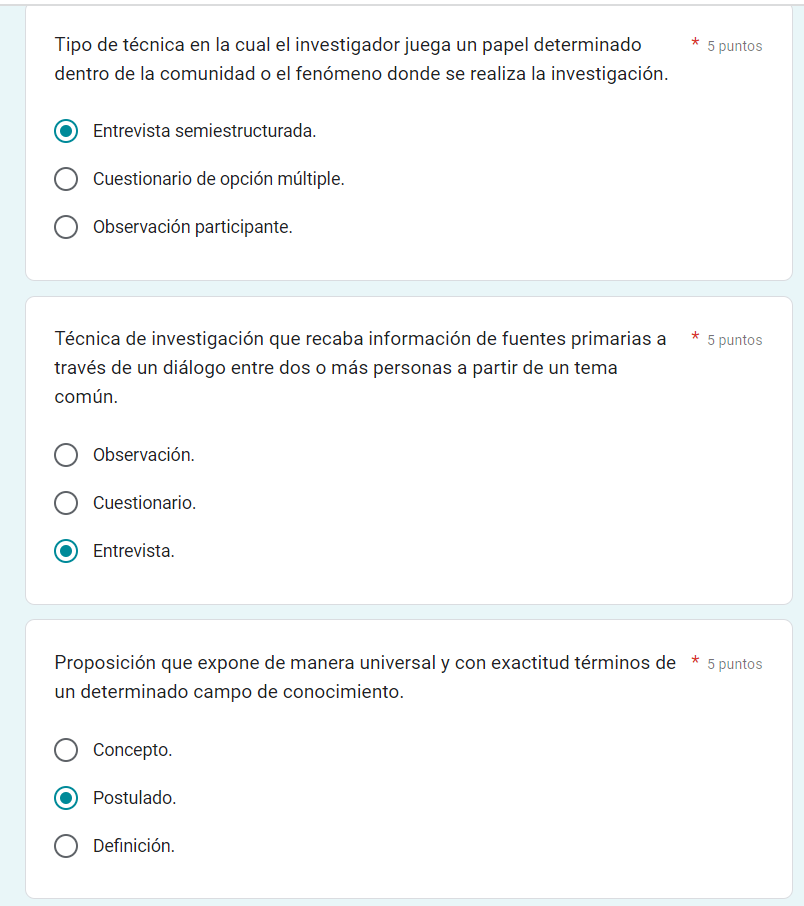 Tipo de técnica en la cual el investigador juega un papel determinado * 5 puntos
dentro de la comunidad o el fenómeno donde se realiza la investigación.
Entrevista semiestructurada.
Cuestionario de opción múltiple.
Observación participante.
Técnica de investigación que recaba información de fuentes primarias a * 5 puntos
través de un diálogo entre dos o más personas a partir de un tema
común.
Observación.
Cuestionario.
Entrevista.
Proposición que expone de manera universal y con exactitud términos de * 5 puntos
un determinado campo de conocimiento.
Concepto.
Postulado.
Definición.